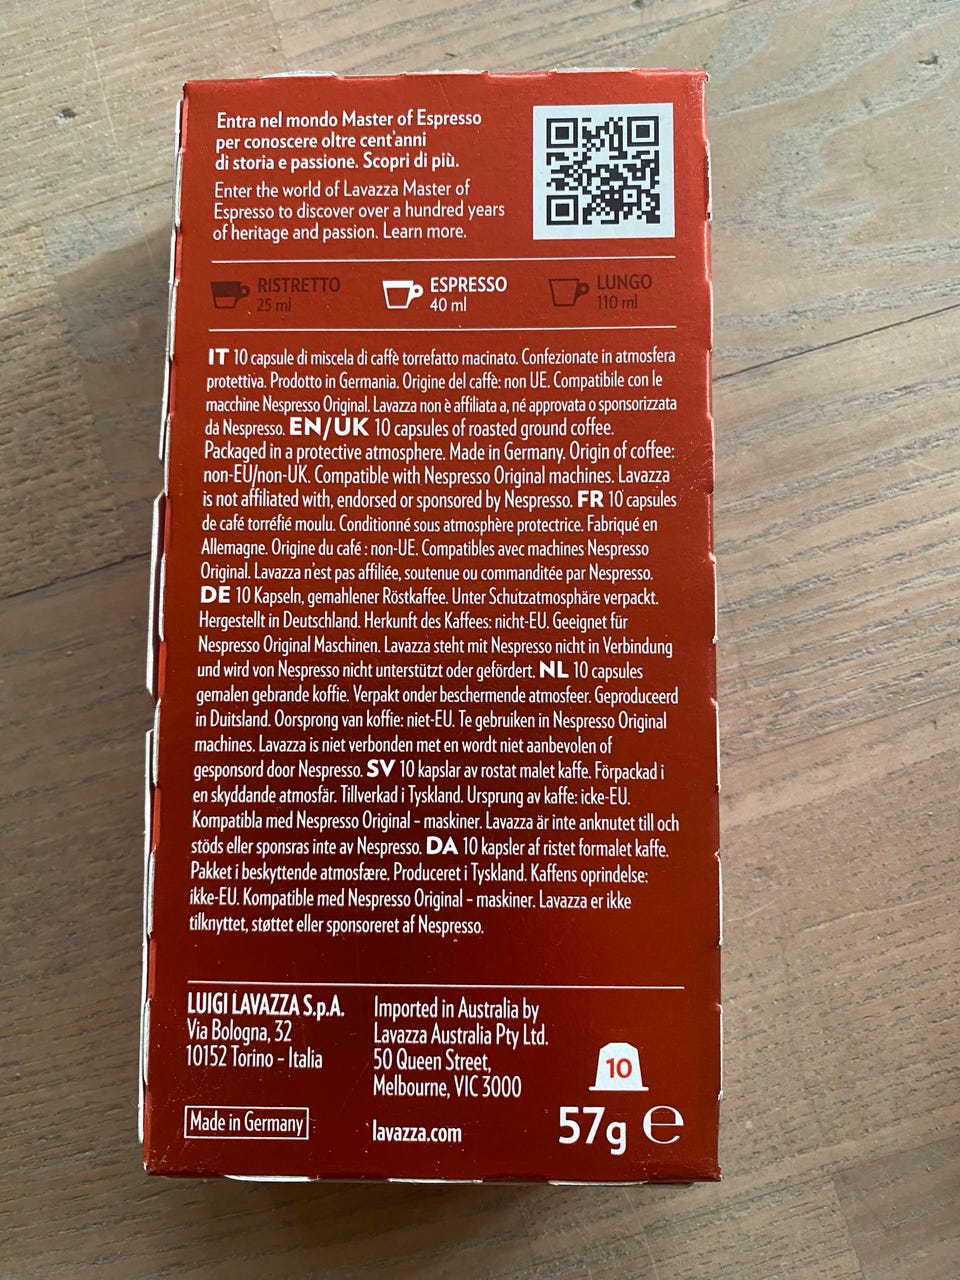 Entra nel mondo Master of Espresso
per conoscere oltre cent'anni
di storia e passione. Scopri di più.
Enter the world of Lavazza Master of
Espresso to discover over a hundred years
of heritage and passion. Learn more.
RISTRETTO
25 ml
ESPRESSO
40 ml
LUNGO
110 ml
IT 10 capsule di miscela di caffè torrefatto macinato. Confezionate in atmosfera
protettiva. Prodotto in Germania. Origine del caffè: non UE. Compatibile con le
macchine Nespresso Original. Lavazza non è affiliata a, né approvata o sponsorizzata
da Nespresso. EN/UK 10 capsules of roasted ground coffee.
Packaged in a protective atmosphere. Made in Germany. Origin of coffee:
non-EU/non-UK. Compatible with Nespresso Original machines. Lavazza
is not affiliated with, endorsed or sponsored by Nespresso. FR 10 capsules
de café torréfié moulu. Conditionné sous atmosphère protectrice. Fabriqué en
Allemagne. Origine du café : non-UE. Compatibles avec machines Nespresso
Original. Lavazza n'est pas affiliée, soutenue ou commanditée par Nespresso.
DE 10 Kapseln, gemahlener Röstkaffee. Unter Schutzatmosphäre verpackt.
Hergestellt in Deutschland. Herkunft des Kaffees: nicht-EU. Geeignet für
Nespresso Original Maschinen. Lavazza steht mit Nespresso nicht in Verbindung
und wird von Nespresso nicht unterstützt oder gefördert. NL 10 capsules
gemalen gebrande koffie. Verpakt onder beschermende atmosfeer. Geproduceerd
in Duitsland. Oorsprong van koffie: niet-EU. Te gebruiken in Nespresso Original
machines. Lavazza is niet verbonden met en wordt niet aanbevolen of
gesponsord door Nespresso. SV 10 kapslar av rostat malet kaffe. Förpackad i
en skyddande atmosfär. Tillverkad i Tyskland. Ursprung av kaffe: icke-EU.
Kompatibla med Nespresso Original - maskiner. Lavazza är inte anknutet till och
stöds eller sponsras inte av Nespresso. DA 10 kapsler af ristet formalet kaffe.
Pakket i beskyttende atmosfære. Produceret i Tyskland. Kaffens oprindelse:
ikke-EU. Kompatible med Nespresso Original - maskiner. Lavazza er ikke
tilknyttet, støttet eller sponsoreret af Nespresso.
LUIGI LAVAZZA S.p.A.
Via Bologna, 32
10152 Torino - Italia
Made in Germany
Imported in Australia by
Lavazza Australia Pty Ltd.
50 Queen Street,
Melbourne, VIC 3000
lavazza.com
10
57g ℮